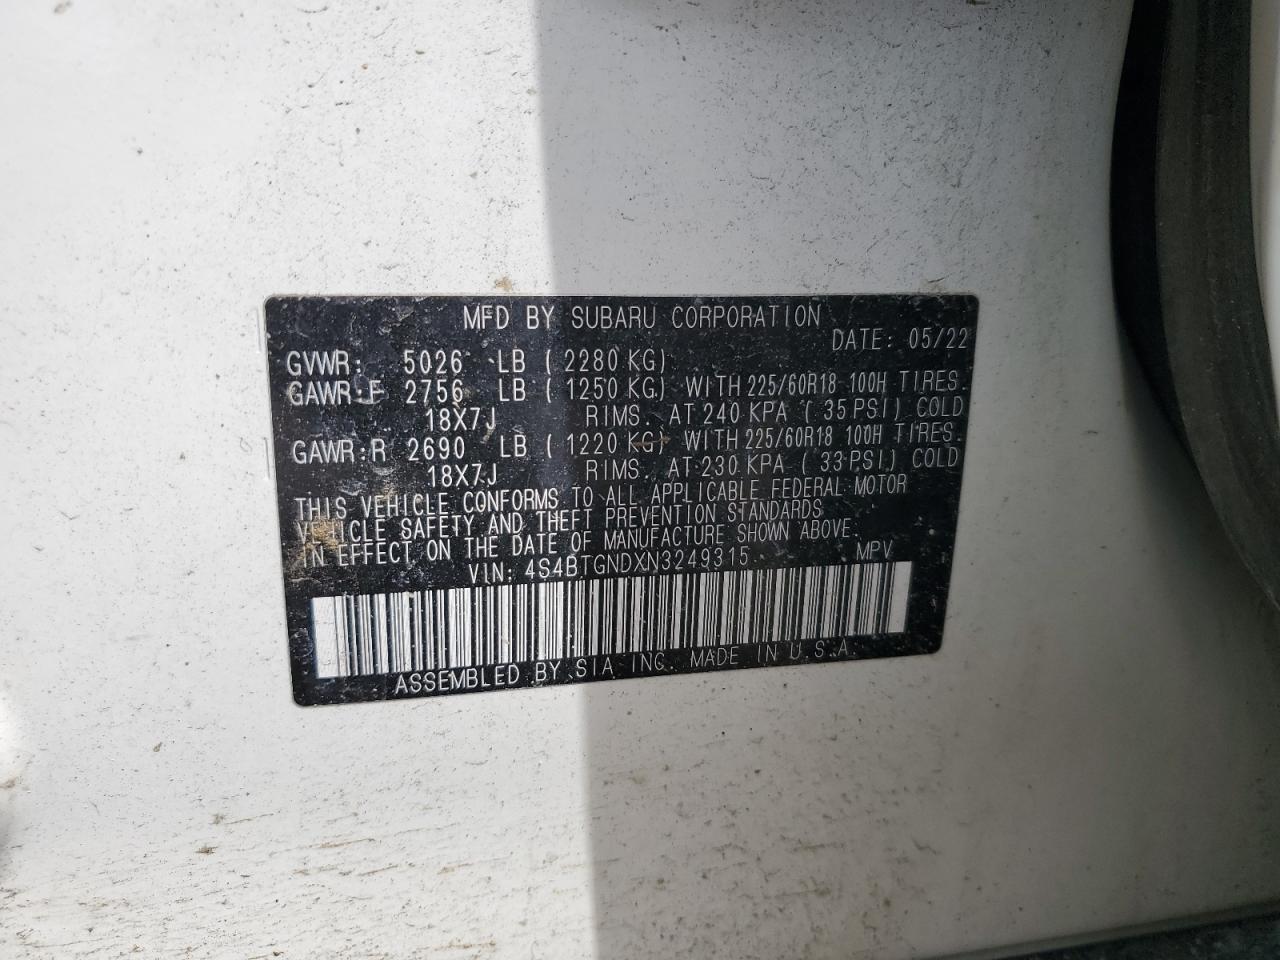 MFD BY SUBARU CORPORATION
DATE: 05/22
GVWR: 5026 LB ( 2280 KG)
GAWR:F 2756 LB ( 1250 KG) WITH 225/60R18 100H TIRES.
18X7J RIMS. AT 240 KPA ( 35 PSI) COLD
GAWR:R 2690 LB ( 1220 KG) WITH 225/60R18 100H TIRES.
18X7J RIMS. AT 230 KPA ( 33 PSI) COLD
THIS VEHICLE CONFORMS TO ALL APPLICABLE FEDERAL MOTOR
VEHICLE SAFETY AND THEFT PREVENTION STANDARDS
IN EFFECT ON THE DATE OF MANUFACTURE SHOWN ABOVE.
VIN: 4S4BTGNDXN3249315 MPV
ASSEMBLED BY SIA INC. MADE IN U.S.A.